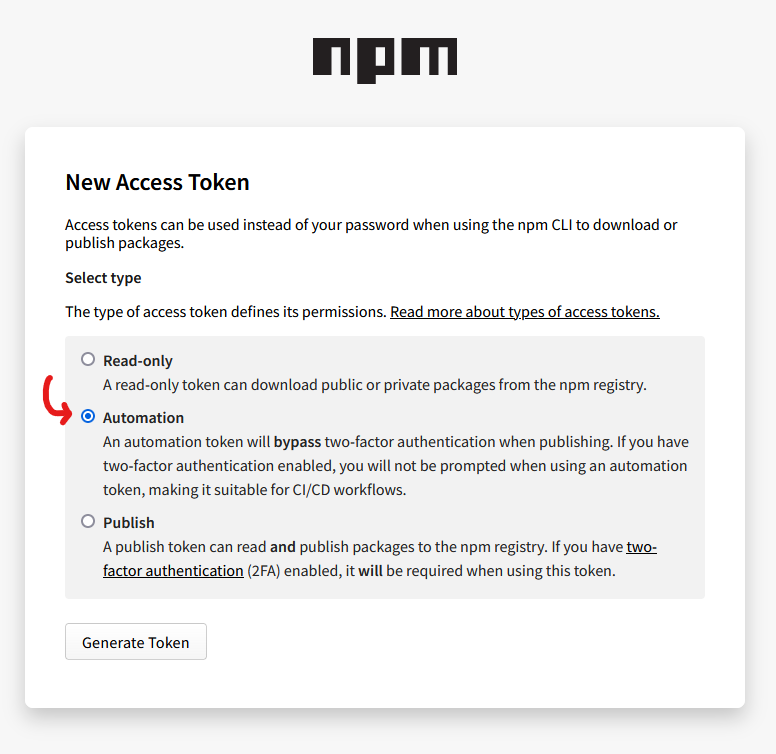 npm
New Access Token
Access tokens can be used instead of your password when using the npm CLI to download or
publish packages.
Select type
The type of access token defines its permissions. Read more about types of access tokens.
Read-only
A read-only token can download public or private packages from the npm registry.
Automation
An automation token will bypass two-factor authentication when publishing. If you have
two-factor authentication enabled, you will not be prompted when using an automation
token, making it suitable for CI/CD workflows.
Publish
A publish token can read and publish packages to the npm registry. If you have two-
factor authentication (2FA) enabled, it will be required when using this token.
Generate Token